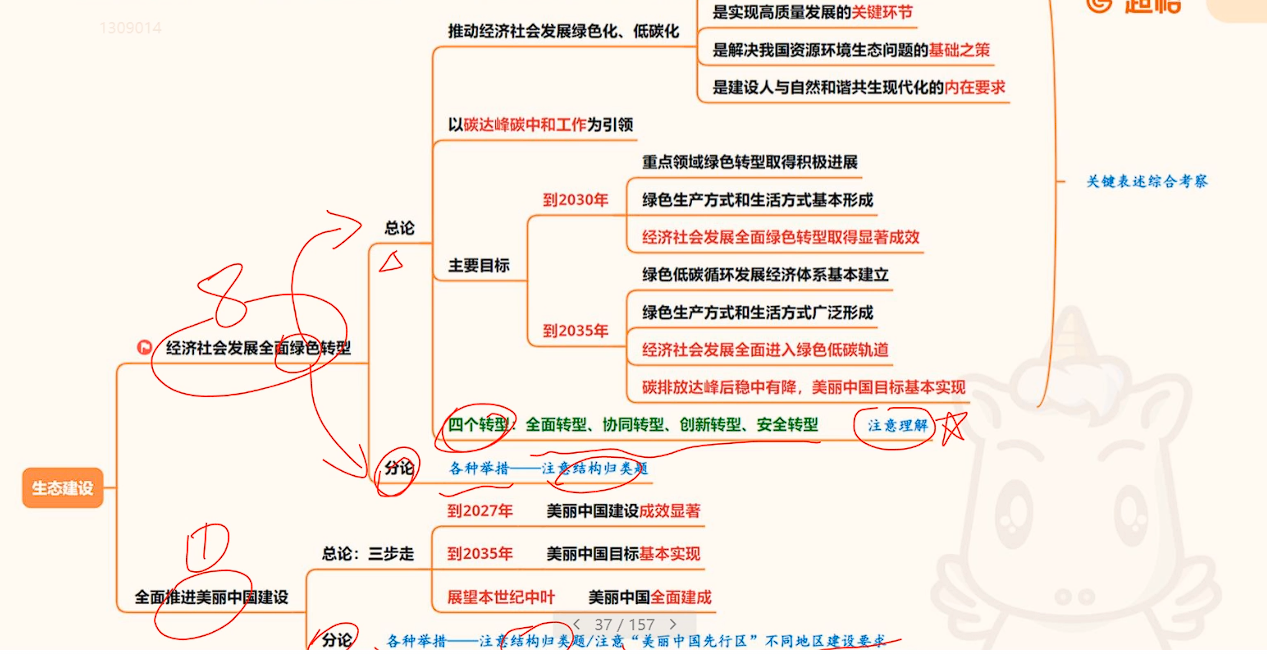 1309014
超格
是实现高质量发展的关键环节
推动经济社会发展绿色化、低碳化
是解决我国资源环境生态问题的基础之策
是建设人与自然和谐共生现代化的内在要求
以碳达峰碳中和工作为引领
重点领域绿色转型取得积极进展
到2030年
绿色生产方式和生活方式基本形成
经济社会发展全面绿色转型取得显著成效
关键表述综合考察
总论
主要目标
绿色低碳循环发展经济体系基本建立
绿色生产方式和生活方式广泛形成
到2035年
经济社会发展全面进入绿色低碳轨道
碳排放达峰后稳中有降，美丽中国目标基本实现
8
经济社会发展全面绿色转型
四个转型：全面转型、协同转型、创新转型、安全转型
注意理解
分论
各种举措——注意结构归类题
生态建设
到2027年 美丽中国建设成效显著
①
总论：三步走
到2035年 美丽中国目标基本实现
全面推进美丽中国建设
展望本世纪中叶 美丽中国全面建成
37 / 157
分论
各种举措——注意结构归类题/注意“美丽中国先行区”不同地区建设要求